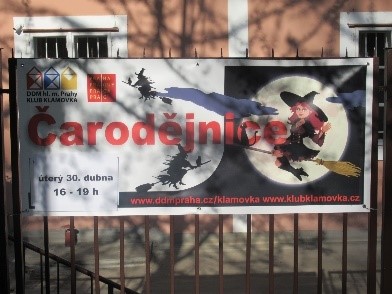 DDM hl. m. Prahy
KLUB KLAMOVKA
Čarodějnice
úterý 30. dubna
16 - 19 h
www.ddmpraha.cz/klamovka www.klubklamovka.cz